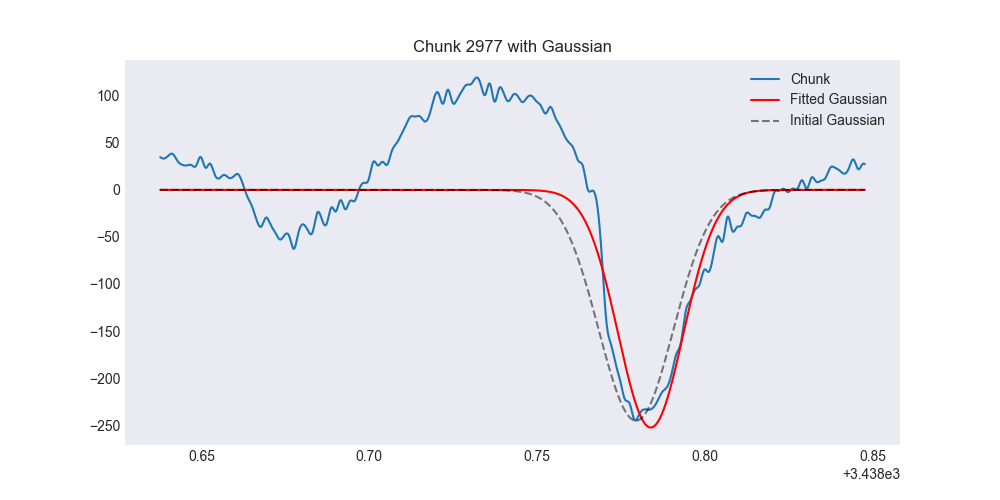 Chunk 2977 with Gaussian
Chunk
Fitted Gaussian
Initial Gaussian
100
50
0
−50
−100
−150
−200
−250
0.65
0.70
0.75
0.80
0.85
+3.438e3